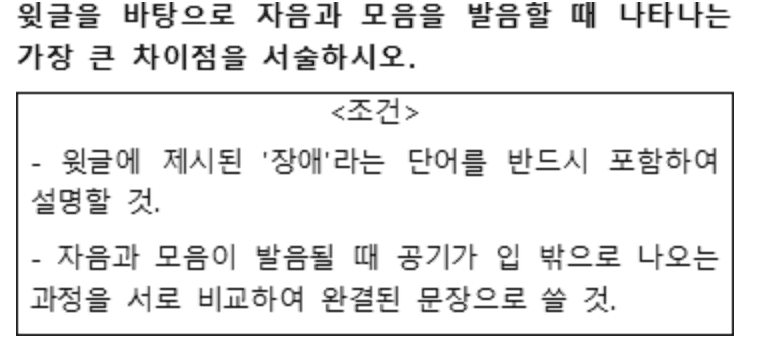 윗글을 바탕으로 자음과 모음을 발음할 때 나타나는
가장 큰 차이점을 서술하시오.
<조건>
- 윗글에 제시된 '장애'라는 단어를 반드시 포함하여
설명할 것.
- 자음과 모음이 발음될 때 공기가 입 밖으로 나오는
과정을 서로 비교하여 완결된 문장으로 쓸 것.